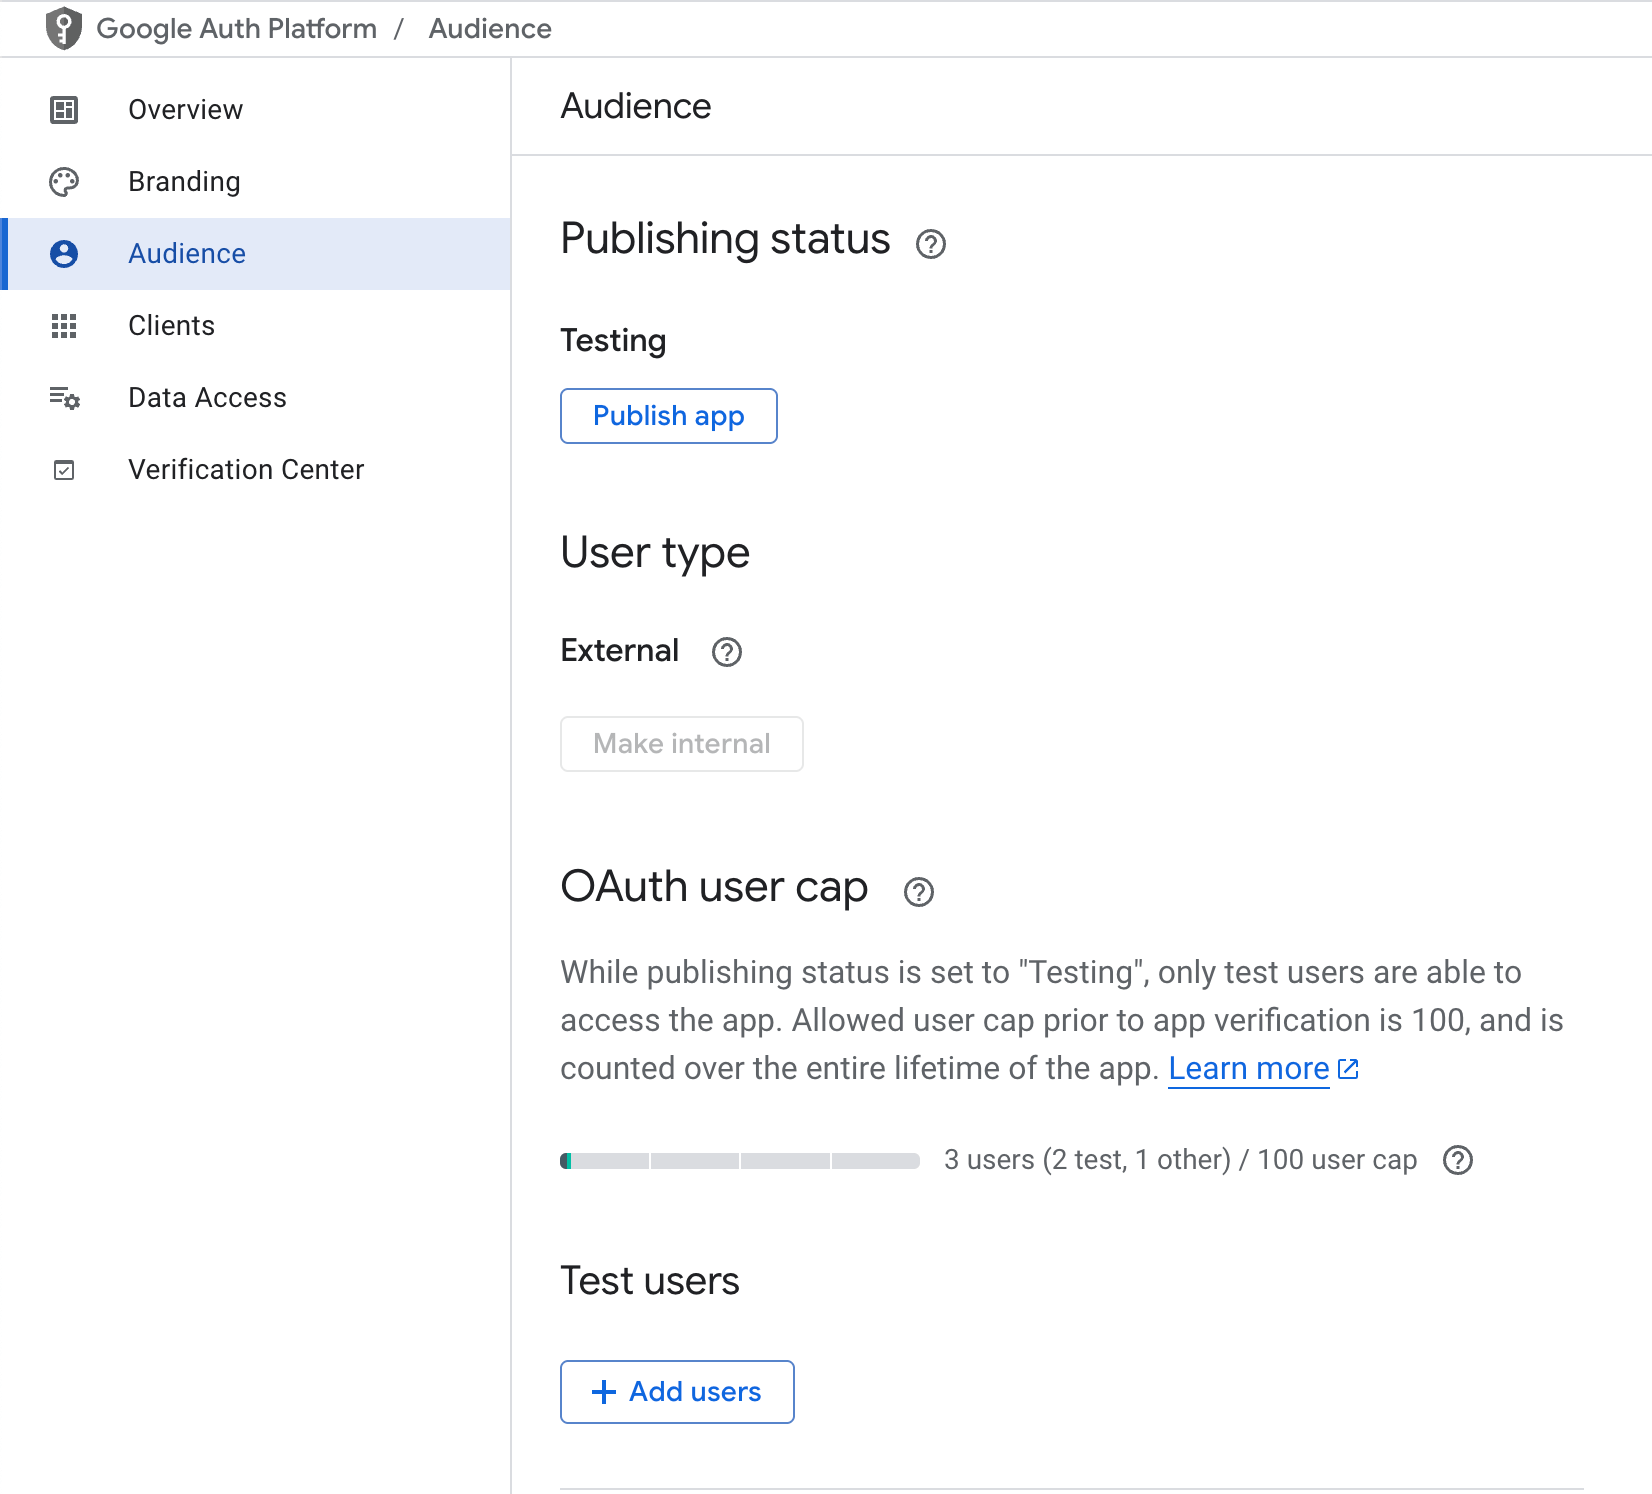 Google Auth Platform / Audience
Overview
Branding
Audience
Clients
Data Access
Verification Center
Audience
Publishing status
Testing
Publish app
User type
External
Make internal
OAuth user cap
While publishing status is set to "Testing", only test users are able to
access the app. Allowed user cap prior to app verification is 100, and is
counted over the entire lifetime of the app. Learn more
3 users (2 test, 1 other) / 100 user cap
Test users
+ Add users